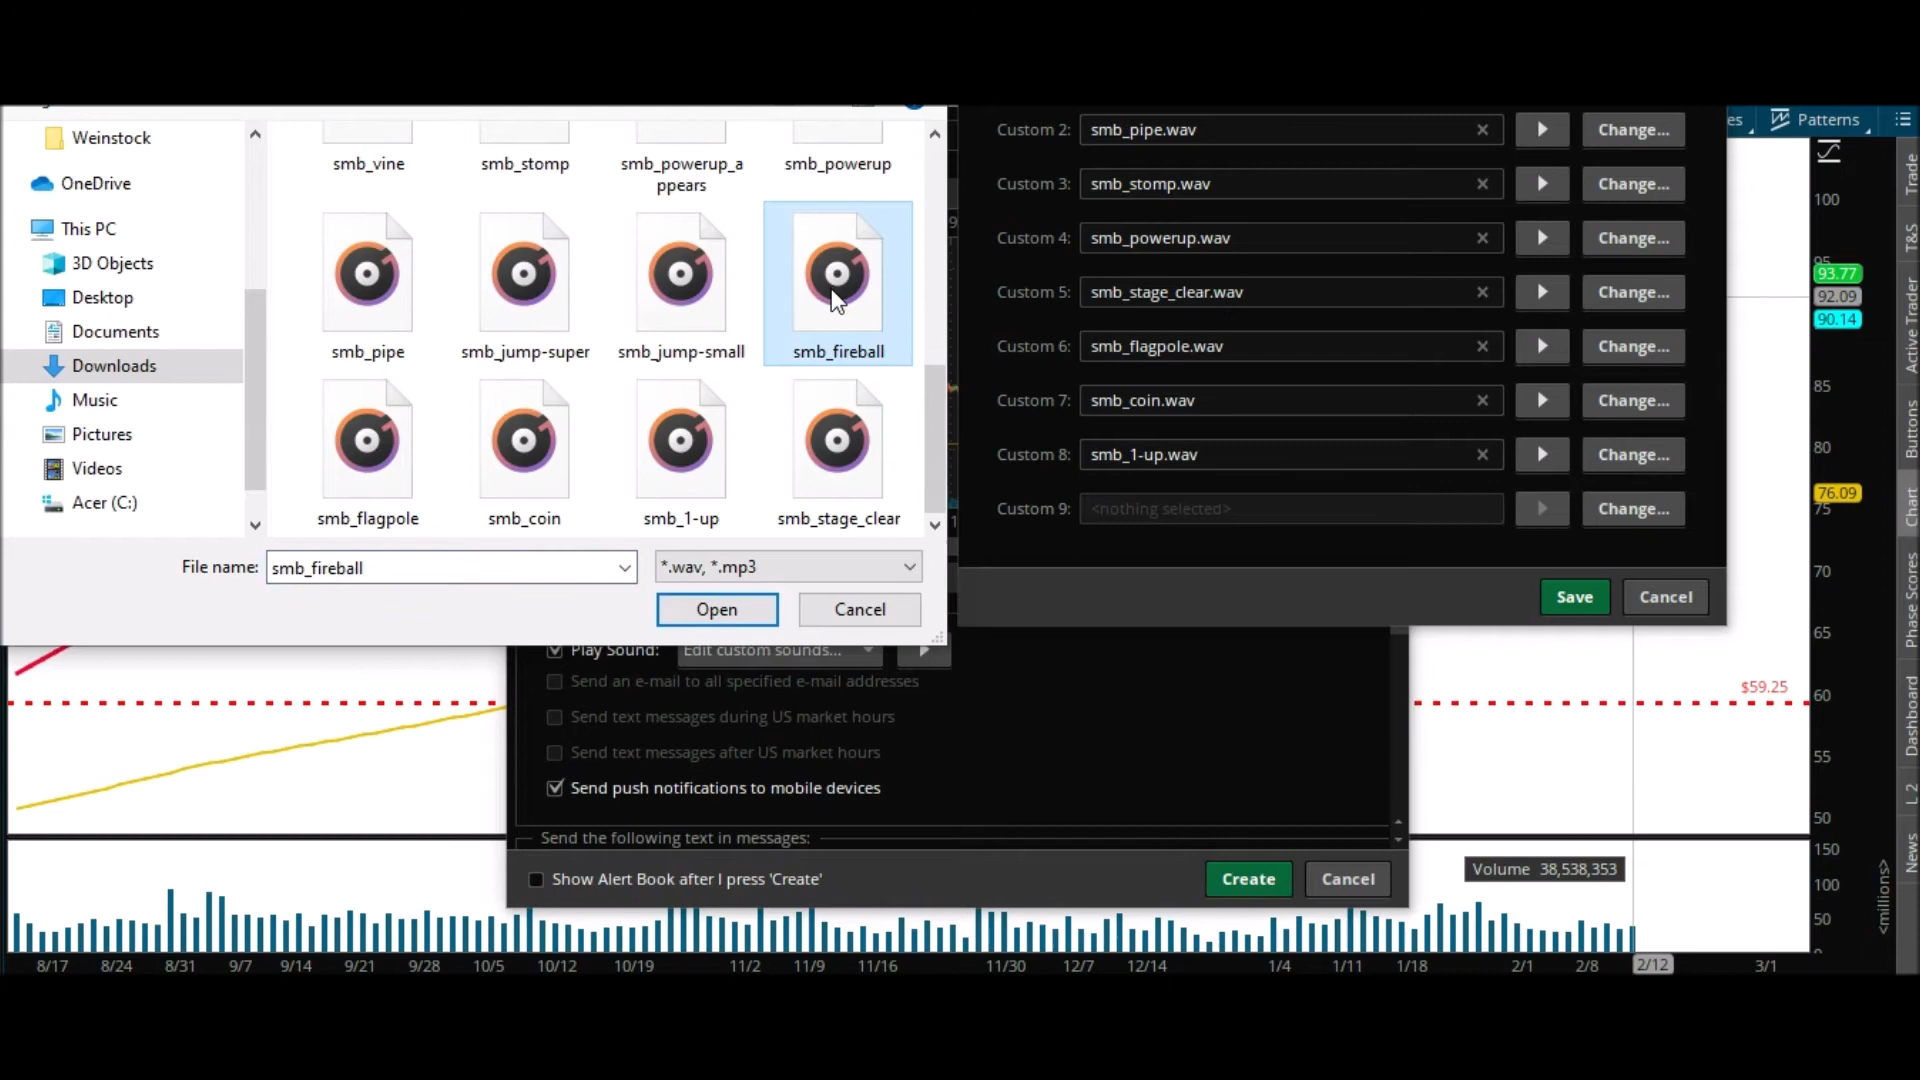 Weinstock
OneDrive
This PC
3D Objects
Desktop
Documents
Downloads
Music
Pictures
Videos
Acer (C:)
smb_vine
smb_stomp
smb_powerup_a
ppears
smb_powerup
smb_pipe
smb_jump-super
smb_jump-small
smb_fireball
smb_flagpole
smb_coin
smb_1-up
smb_stage_clear
File name: smb_fireball
*.wav, *.mp3
Open
Cancel
Custom 2: smb_pipe.wav Change...
Custom 3: smb_stomp.wav Change...
Custom 4: smb_powerup.wav Change...
Custom 5: smb_stage_clear.wav Change...
Custom 6: smb_flagpole.wav Change...
Custom 7: smb_coin.wav Change...
Custom 8: smb_1-up.wav Change...
Custom 9: <nothing selected> Change...
Save
Cancel
es
Patterns
100
95
93.77
92.09
90.14
85
80
76.09
75
70
65
60
55
50
$59.25
Trade
T&S
Active Trader
Buttons
Chart
Phase Scores
Dashboard
L 2
News
Play Sound: Edit custom sounds...
Send an e-mail to all specified e-mail addresses
Send text messages during US market hours
Send text messages after US market hours
Send push notifications to mobile devices
Send the following text in messages:
Show Alert Book after I press 'Create'
Create
Cancel
Volume 38,538,353
150
100
50
0
<millions>
8/17 8/24 8/31 9/7 9/14 9/21 9/28 10/5 10/12 10/19 11/2 11/9 11/16 11/30 12/7 12/14 1/4 1/11 1/18 2/1 2/8 2/12 3/1